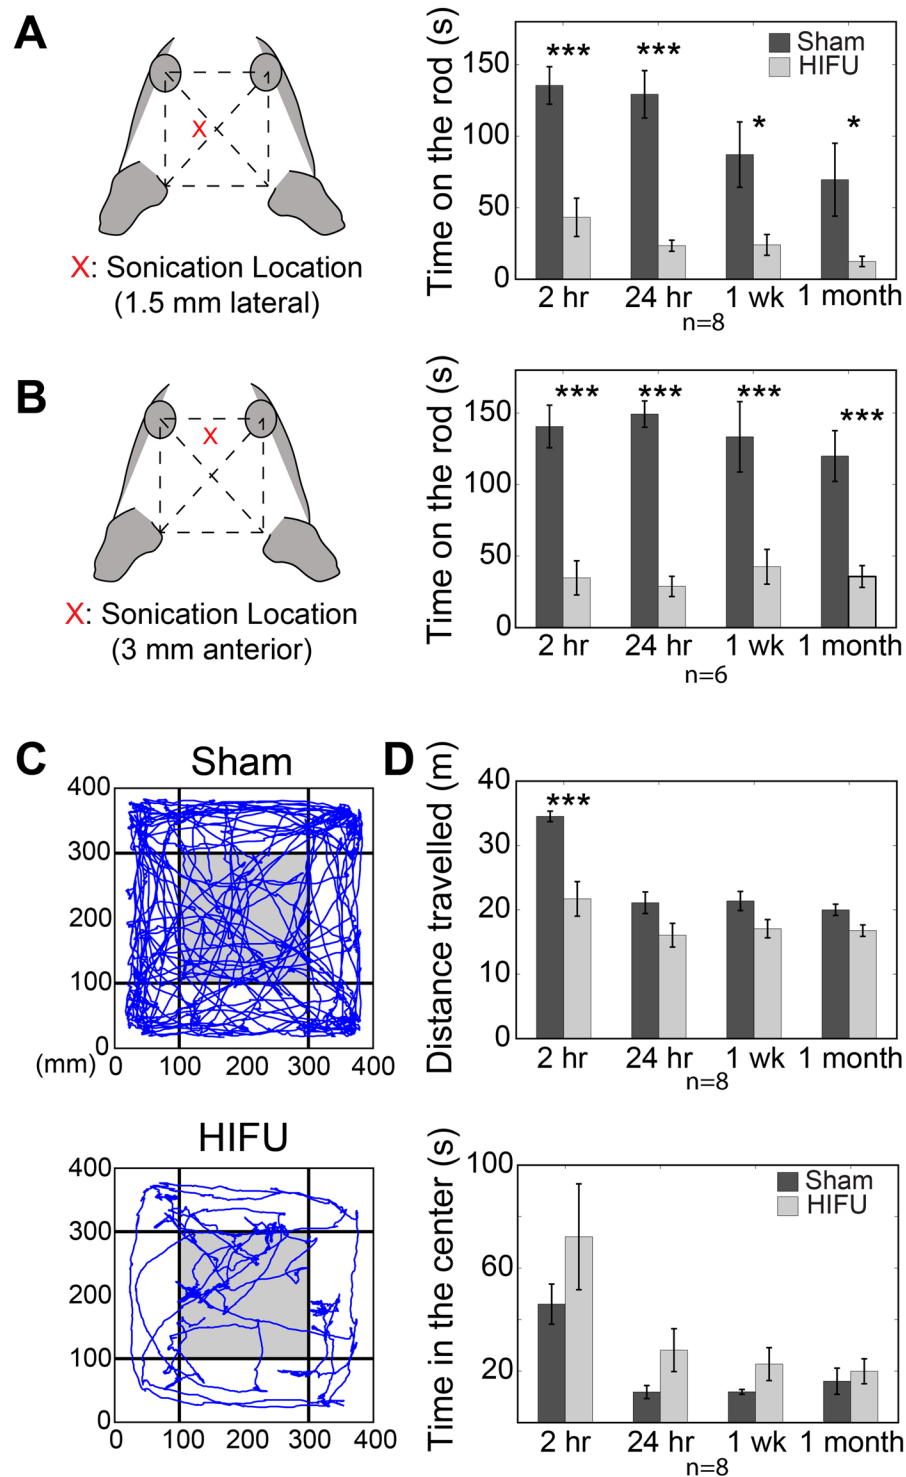 A
X
X: Sonication Location
(1.5 mm lateral)
Time on the rod (s)
150
100
50
0
*** *** * *
Sham
HIFU
2 hr 24 hr 1 wk 1 month
n=8
B
X
X: Sonication Location
(3 mm anterior)
Time on the rod (s)
150
100
50
0
*** *** *** ***
2 hr 24 hr 1 wk 1 month
n=6
C
Sham
400
300
200
100
0
(mm) 0 100 200 300 400
HIFU
400
300
200
100
0
0 100 200 300 400
D
Distance travelled (m)
40
30
20
10
0
***
2 hr 24 hr 1 wk 1 month
n=8
Time in the center (s)
100
60
20
Sham
HIFU
2 hr 24 hr 1 wk 1 month
n=8